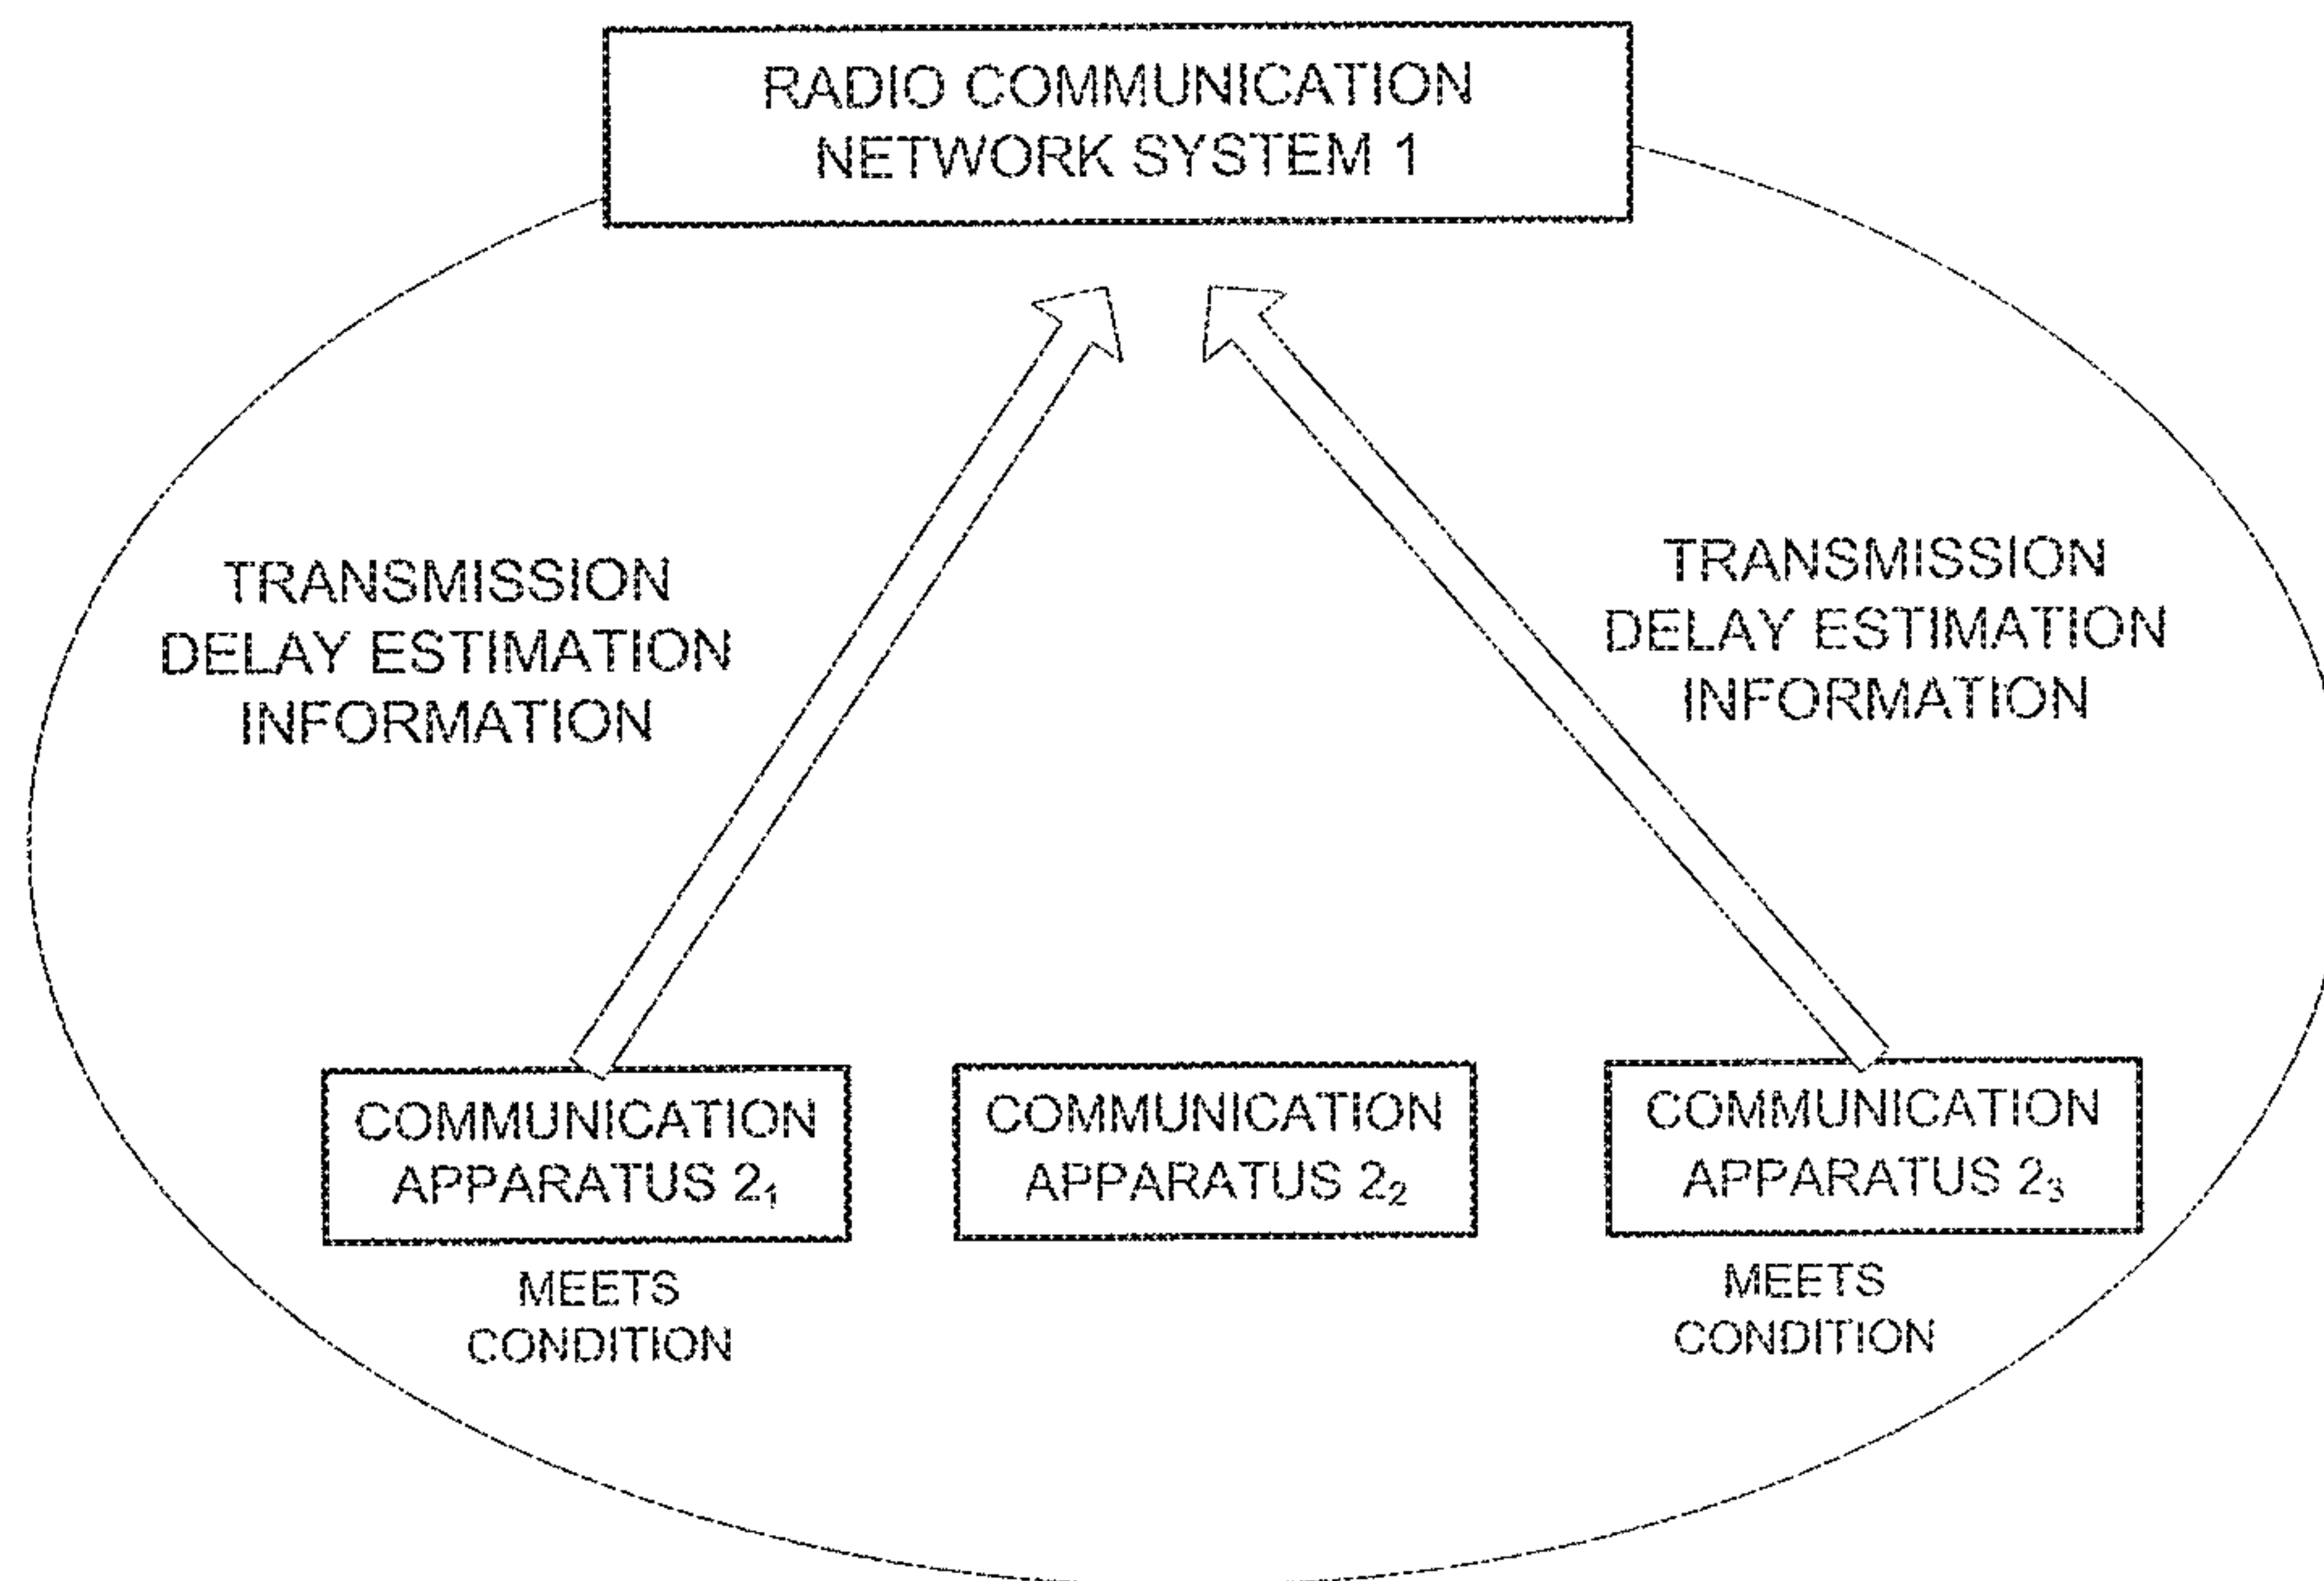 RADIO COMMUNICATION
NETWORK SYSTEM 1
TRANSMISSION
DELAY ESTIMATION
INFORMATION
TRANSMISSION
DELAY ESTIMATION
INFORMATION
COMMUNICATION
APPARATUS 2₁
COMMUNICATION
APPARATUS 2₂
COMMUNICATION
APPARATUS 2₃
MEETS
CONDITION
MEETS
CONDITION